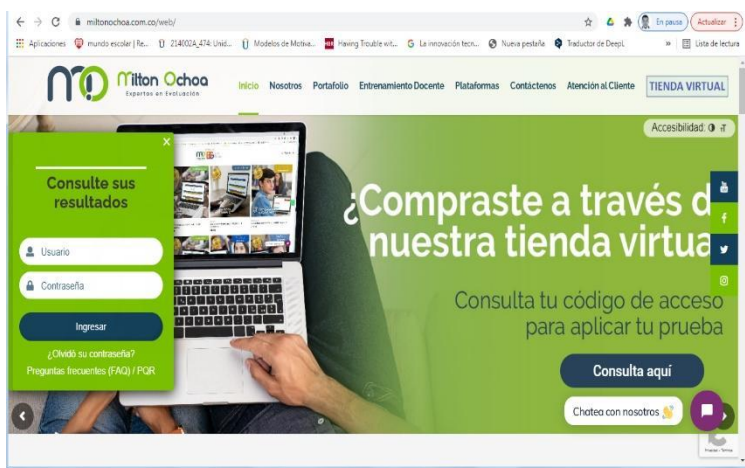 miltonochoa.com.co/web/
En pausa
Actualizar
Aplicaciones
mundo escolar | Re...
214002A_474: Unid...
Modelos de Motiva...
Having Trouble wit...
La innovación tecn...
Nueva pestaña
Traductor de DeepL
»
Lista de lectura
Milton Ochoa
Expertos en Evaluación
Inicio
Nosotros
Portafolio
Entrenamiento Docente
Plataformas
Contáctenos
Atención al Cliente
TIENDA VIRTUAL
Accesibilidad:
x
Consulte sus
resultados
Usuario
Contraseña
Ingresar
¿Olvidó su contraseña?
Preguntas frecuentes (FAQ) / PQR
¿Compraste a través d
nuestra tienda virtua
Consulta tu código de acceso
para aplicar tu prueba
Consulta aquí
Chatea con nosotros 👋